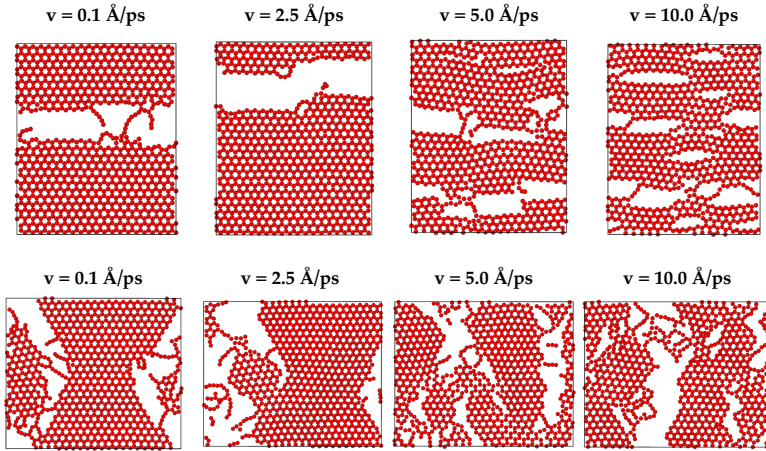 v = 0.1 Å/ps
v = 2.5 Å/ps
v = 5.0 Å/ps
v = 10.0 Å/ps
v = 0.1 Å/ps
v = 2.5 Å/ps
v = 5.0 Å/ps
v = 10.0 Å/ps